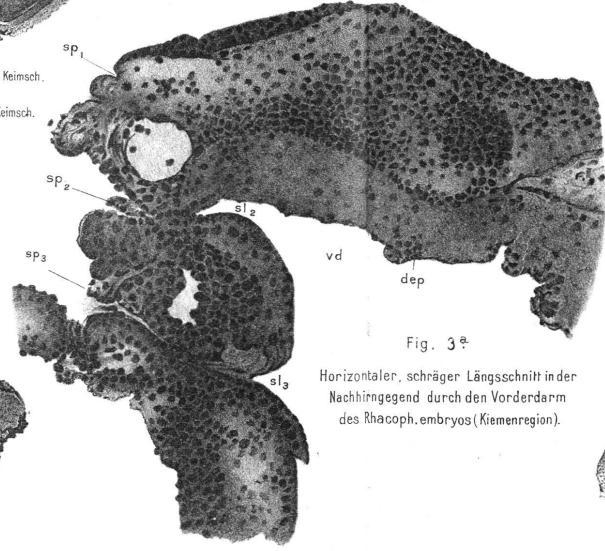 sp₁
Keimsch.
Keimsch.
sp₂
sl₂
sp₃
vd
dep
Fig. 3ª.
sl₃
Horizontaler, schräger Längsschnitt in der
Nachhirngegend durch den Vorderdarm
des Rhacoph. embryos (Kiemenregion).